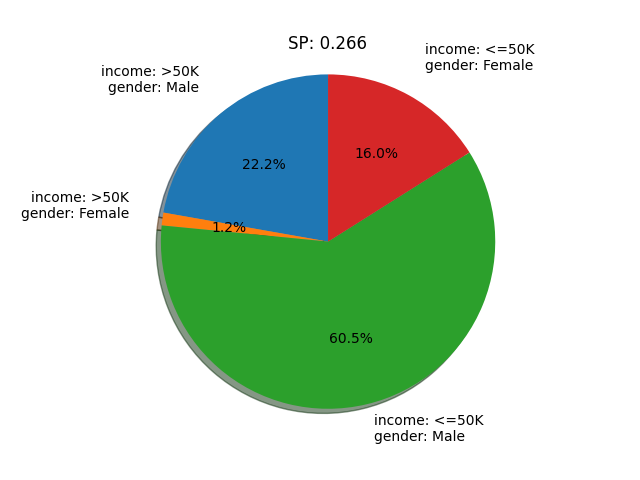 SP: 0.266
income: <=50K
gender: Female
income: >50K
gender: Male
16.0%
22.2%
income: >50K
gender: Female
1.2%
60.5%
income: <=50K
gender: Male